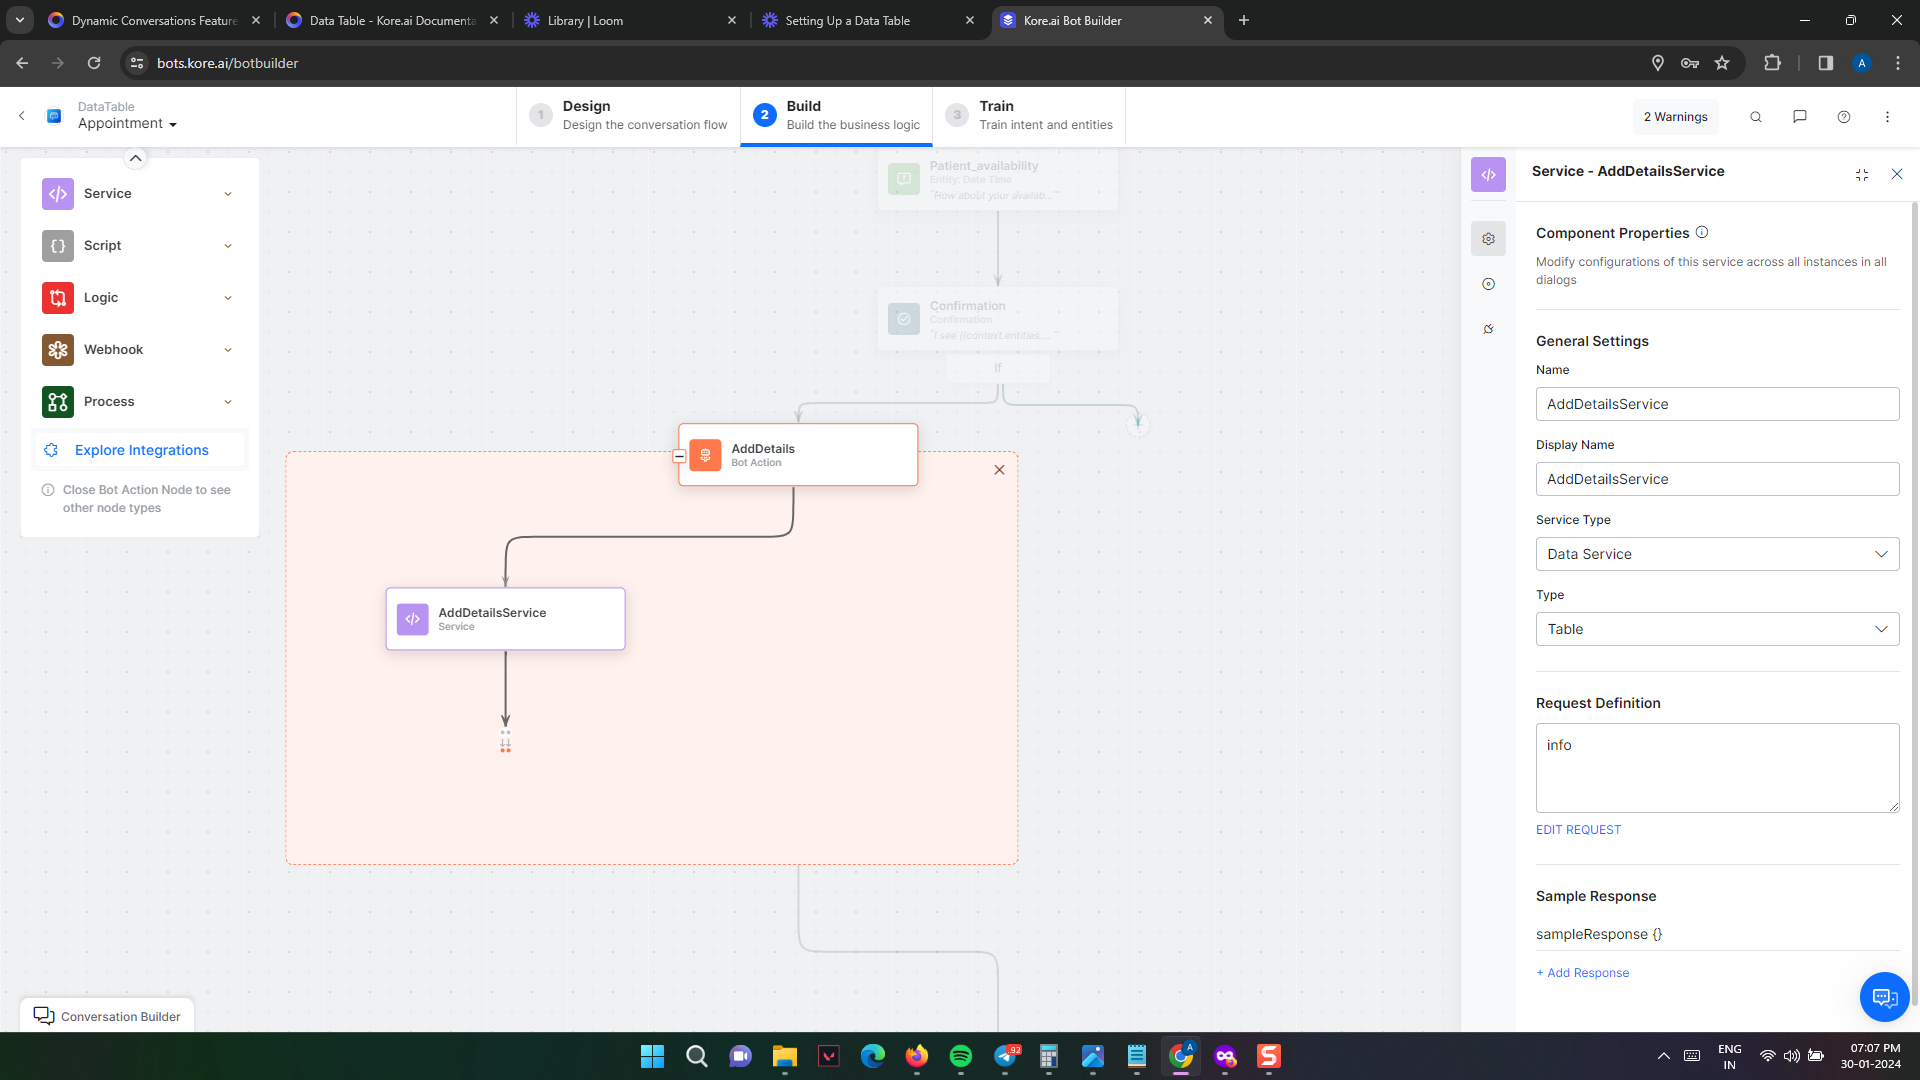 Dynamic Conversations Feature
Data Table - Kore.ai Documenta
Library | Loom
Setting Up a Data Table
Kore.ai Bot Builder
bots.kore.ai/botbuilder
A
DataTable
Appointment
1
Design
Design the conversation flow
2
Build
Build the business logic
3
Train
Train intent and entities
2 Warnings
Service
Script
Logic
Webhook
Process
Explore Integrations
Close Bot Action Node to see
other node types
Patient_availability
Entity: Date Time
"How about your availab..."
Confirmation
Confirmation
"I see {{context.entities....."
If
AddDetails
Bot Action
AddDetailsService
Service
Conversation Builder
Service - AddDetailsService
Component Properties
Modify configurations of this service across all instances in all
dialogs
General Settings
Name
AddDetailsService
Display Name
AddDetailsService
Service Type
Data Service
Type
Table
Request Definition
info
EDIT REQUEST
Sample Response
sampleResponse {}
+ Add Response
.92
A
ENG
IN
07:07 PM
30-01-2024